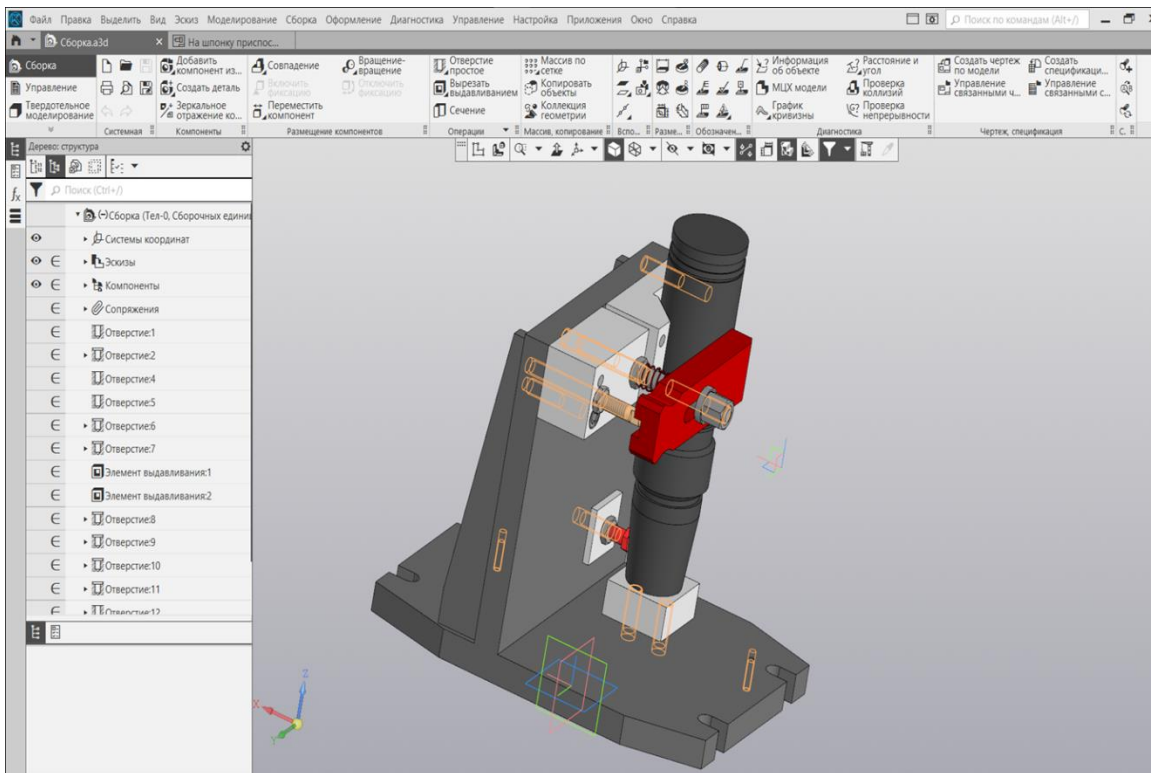 Файл Правка Выделить Вид Эскиз Моделирование Сборка Оформление Диагностика Управление Настройка Приложения Окно Справка
Поиск по командам (Alt+/)
Сборка.a3d × На шпонку приспос...
Сборка
Управление
Твердотельное моделирование
Системная
Добавить компонент из...
Создать деталь
Зеркальное отражение ко...
Компоненты
Совпадение
Включить фиксацию
Переместить компонент
Вращение-вращение
Отключить фиксацию
Размещение компонентов
Отверстие простое
Вырезать выдавливанием
Сечение
Операции
Массив по сетке
Копировать объекты
Коллекция геометрии
Массив, копирование
Вспо...
Разме...
Обозначен...
Информация об объекте
МЦХ модели
График кривизны
Расстояние и угол
Проверка коллизий
Проверка непрерывности
Диагностика
Создать чертеж по модели
Управление связанными ч...
Создать спецификаци...
Управление связанными с...
Чертеж, спецификация
С.
Дерево: структура
Поиск (Ctrl+/)
(-)Сборка (Тел-0, Сборочных едини
Системы координат
Эскизы
Компоненты
Сопряжения
Отверстие:1
Отверстие:2
Отверстие:4
Отверстие:5
Отверстие:6
Отверстие:7
Элемент выдавливания:1
Элемент выдавливания:2
Отверстие:8
Отверстие:9
Отверстие:10
Отверстие:11
Отверстие:12
Z
X
Y